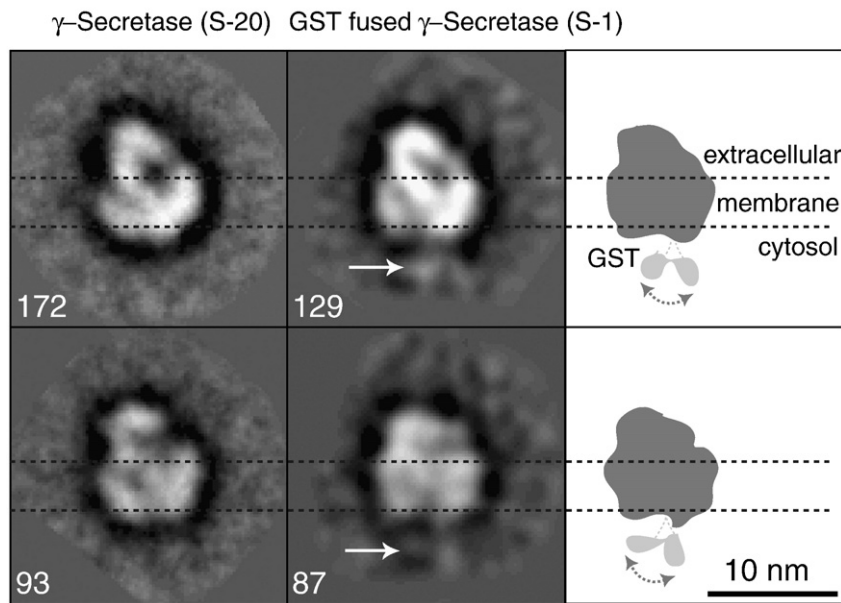 γ–Secretase (S-20) GST fused γ–Secretase (S-1)
extracellular
membrane
cytosol
GST
172
129
93
87
10 nm